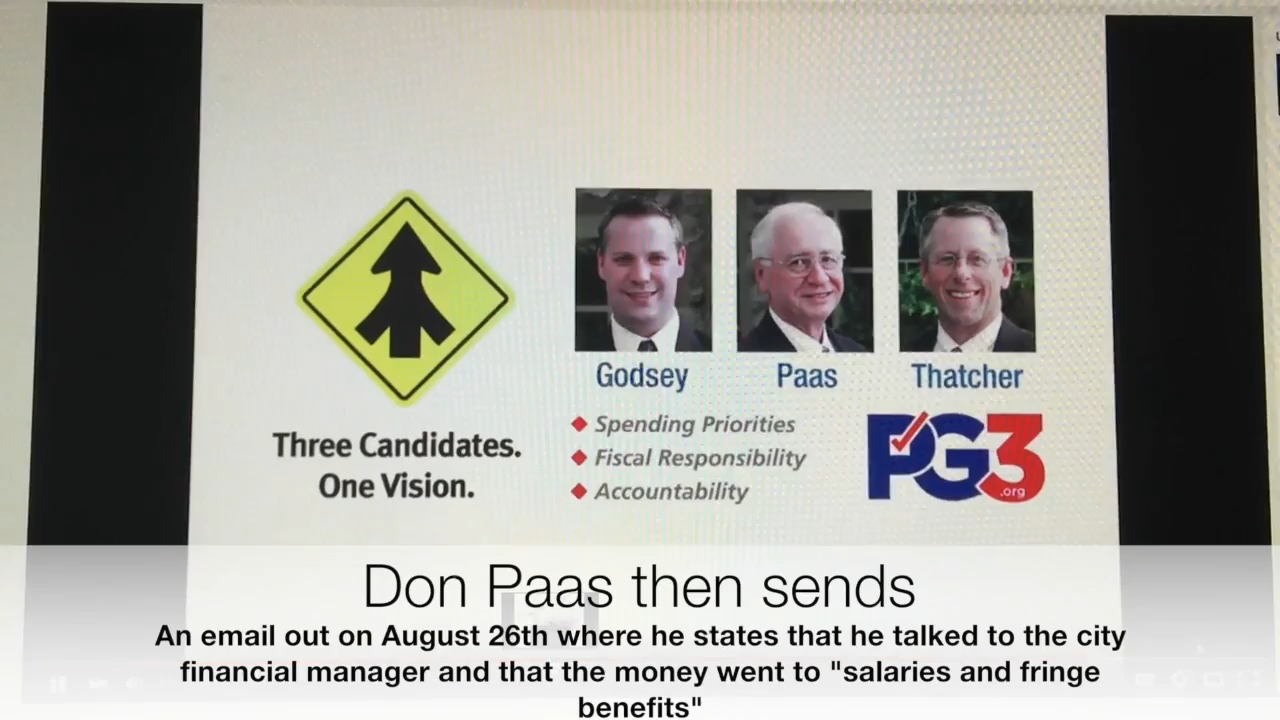 Godsey
Paas
Thatcher
Three Candidates.
One Vision.
Spending Priorities
Fiscal Responsibility
Accountability
PG3
.org
Don Paas then sends
An email out on August 26th where he states that he talked to the city
financial manager and that the money went to "salaries and fringe
benefits"